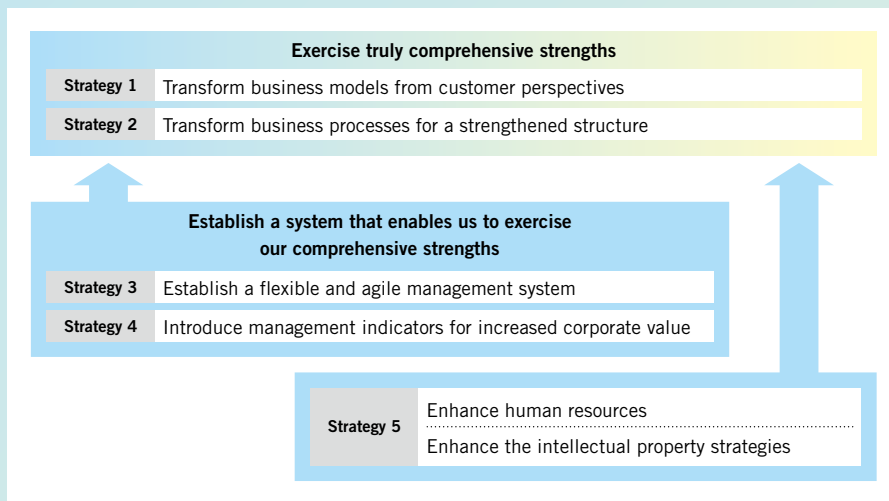 Exercise truly comprehensive strengths
Strategy 1 Transform business models from customer perspectives
Strategy 2 Transform business processes for a strengthened structure
Establish a system that enables us to exercise
our comprehensive strengths
Strategy 3 Establish a flexible and agile management system
Strategy 4 Introduce management indicators for increased corporate value
Strategy 5
Enhance human resources
Enhance the intellectual property strategies